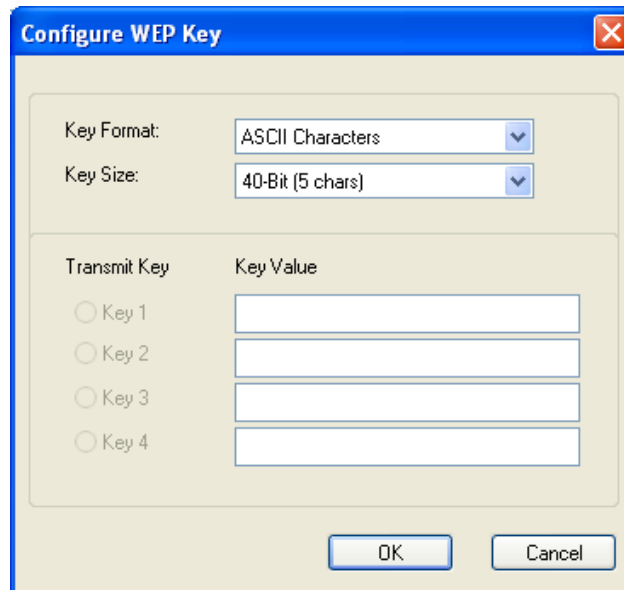 Configure WEP Key
Key Format: ASCII Characters
Key Size: 40-Bit (5 chars)
Transmit Key Key Value
Key 1
Key 2
Key 3
Key 4
OK Cancel